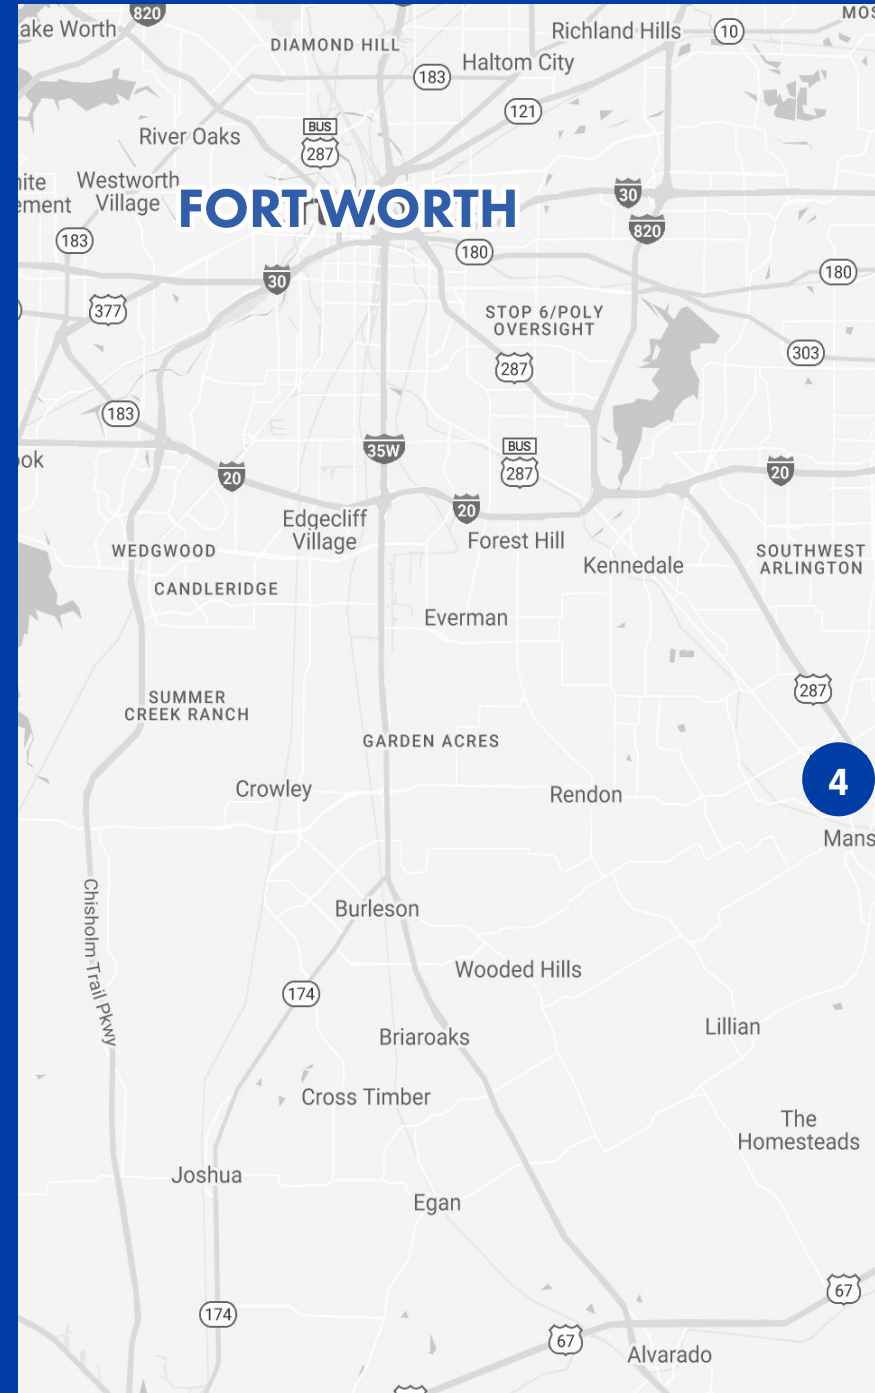 820
MOS
ake Worth
Richland Hills
10
DIAMOND HILL
Haltom City
183
121
River Oaks
BUS
287
ite
ement
Westworth
Village
FORT WORTH
30
820
183
180
180
30
377
STOP 6/POLY
OVERSIGHT
303
287
183
35W
BUS
287
ok
20
20
20
Edgecliff
Village
Forest Hill
WEDGWOOD
SOUTHWEST
ARLINGTON
Kennedale
CANDLERIDGE
Everman
287
SUMMER
CREEK RANCH
GARDEN ACRES
4
Crowley
Rendon
Mans
Chisholm Trail Pkwy
Burleson
Wooded Hills
174
Lillian
Briaroaks
Cross Timber
The
Homesteads
Joshua
Egan
67
174
67
Alvarado